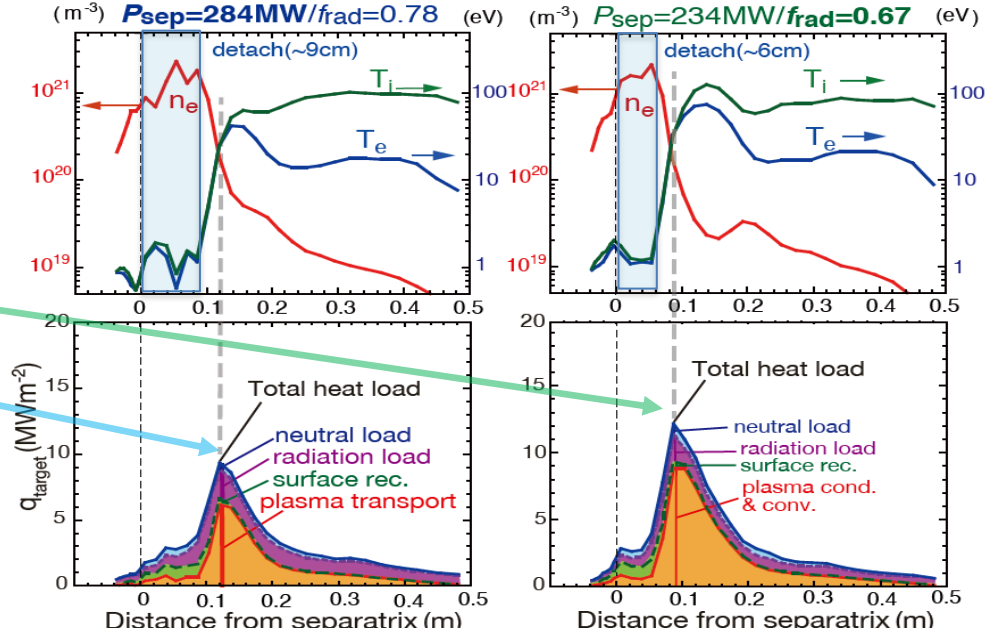 (m⁻³) Psep=284MW/frad=0.78 (eV)
detach(~9cm)
10²¹
10²⁰
10¹⁹
100
10
1
nₑ
Tᵢ
Tₑ
0 0.1 0.2 0.3 0.4 0.5
(m⁻³) Psep=234MW/frad=0.67 (eV)
detach(~6cm)
10²¹
10²⁰
10¹⁹
100
10
1
nₑ
Tᵢ
Tₑ
0 0.1 0.2 0.3 0.4 0.5
qtarget (MWm⁻²)
20
15
10
5
0
Total heat load
neutral load
radiation load
surface rec.
plasma transport
0 0.1 0.2 0.3 0.4 0.5
Distance from separatrix (m)
20
15
10
5
0
Total heat load
neutral load
radiation load
surface rec.
plasma cond.
& conv.
0 0.1 0.2 0.3 0.4 0.5
Distance from separatrix (m)